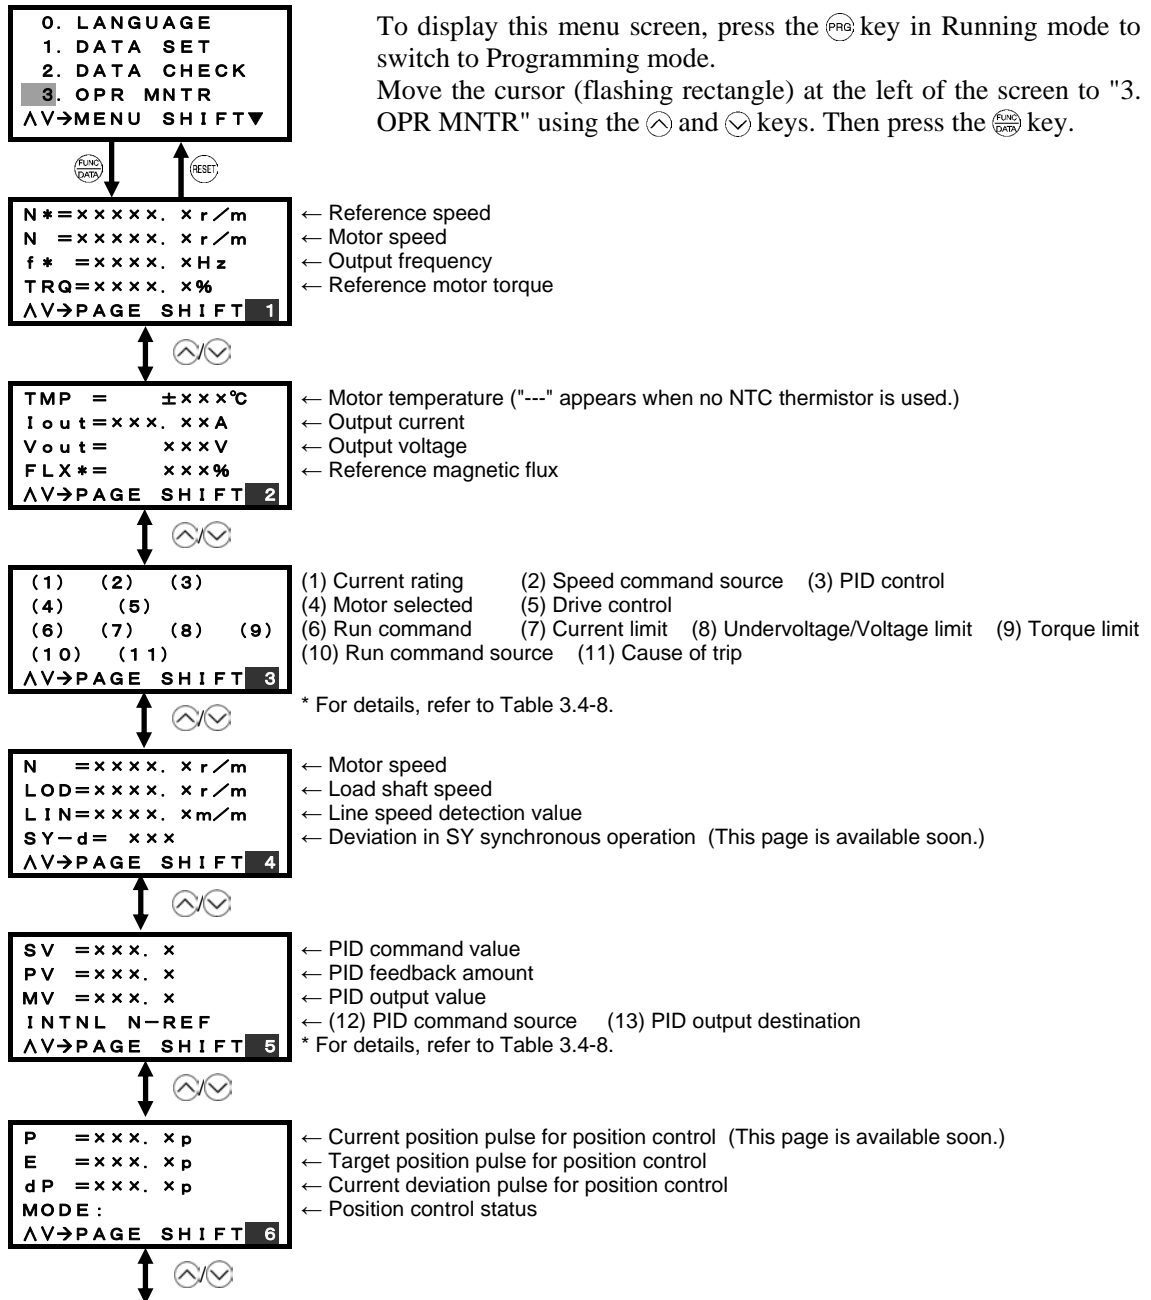 0. LANGUAGE
1. DATA SET
2. DATA CHECK
3. OPR MNTR
∧∨→MENU SHIFT▼
To display this menu screen, press the PRG key in Running mode to
switch to Programming mode.
Move the cursor (flashing rectangle) at the left of the screen to "3.
OPR MNTR" using the ∧ and ∨ keys. Then press the FUNC/DATA key.
FUNC
DATA
RESET
N*=×××××. ×r/m ← Reference speed
N =×××××. ×r/m ← Motor speed
f* =××××. ×Hz ← Output frequency
TRQ=××××. ×% ← Reference motor torque
∧∨→PAGE SHIFT 1
∧/∨
TMP = ±×××℃ ← Motor temperature ("---" appears when no NTC thermistor is used.)
Iout=×××. ××A ← Output current
Vout= ×××V ← Output voltage
FLX*= ×××% ← Reference magnetic flux
∧∨→PAGE SHIFT 2
∧/∨
(1) (2) (3) (1) Current rating (2) Speed command source (3) PID control
(4) (5) (4) Motor selected (5) Drive control
(6) (7) (8) (9) (6) Run command (7) Current limit (8) Undervoltage/Voltage limit (9) Torque limit
(10) (11) (10) Run command source (11) Cause of trip
∧∨→PAGE SHIFT 3
* For details, refer to Table 3.4-8.
∧/∨
N =××××. ×r/m ← Motor speed
LOD=××××. ×r/m ← Load shaft speed
LIN=××××. ×m/m ← Line speed detection value
SY-d= ××× ← Deviation in SY synchronous operation (This page is available soon.)
∧∨→PAGE SHIFT 4
∧/∨
SV =×××. × ← PID command value
PV =×××. × ← PID feedback amount
MV =×××. × ← PID output value
INTNL N-REF ← (12) PID command source (13) PID output destination
∧∨→PAGE SHIFT 5 * For details, refer to Table 3.4-8.
∧/∨
P =×××. ×p ← Current position pulse for position control (This page is available soon.)
E =×××. ×p ← Target position pulse for position control
dP =×××. ×p ← Current deviation pulse for position control
MODE: ← Position control status
∧∨→PAGE SHIFT 6
∧/∨